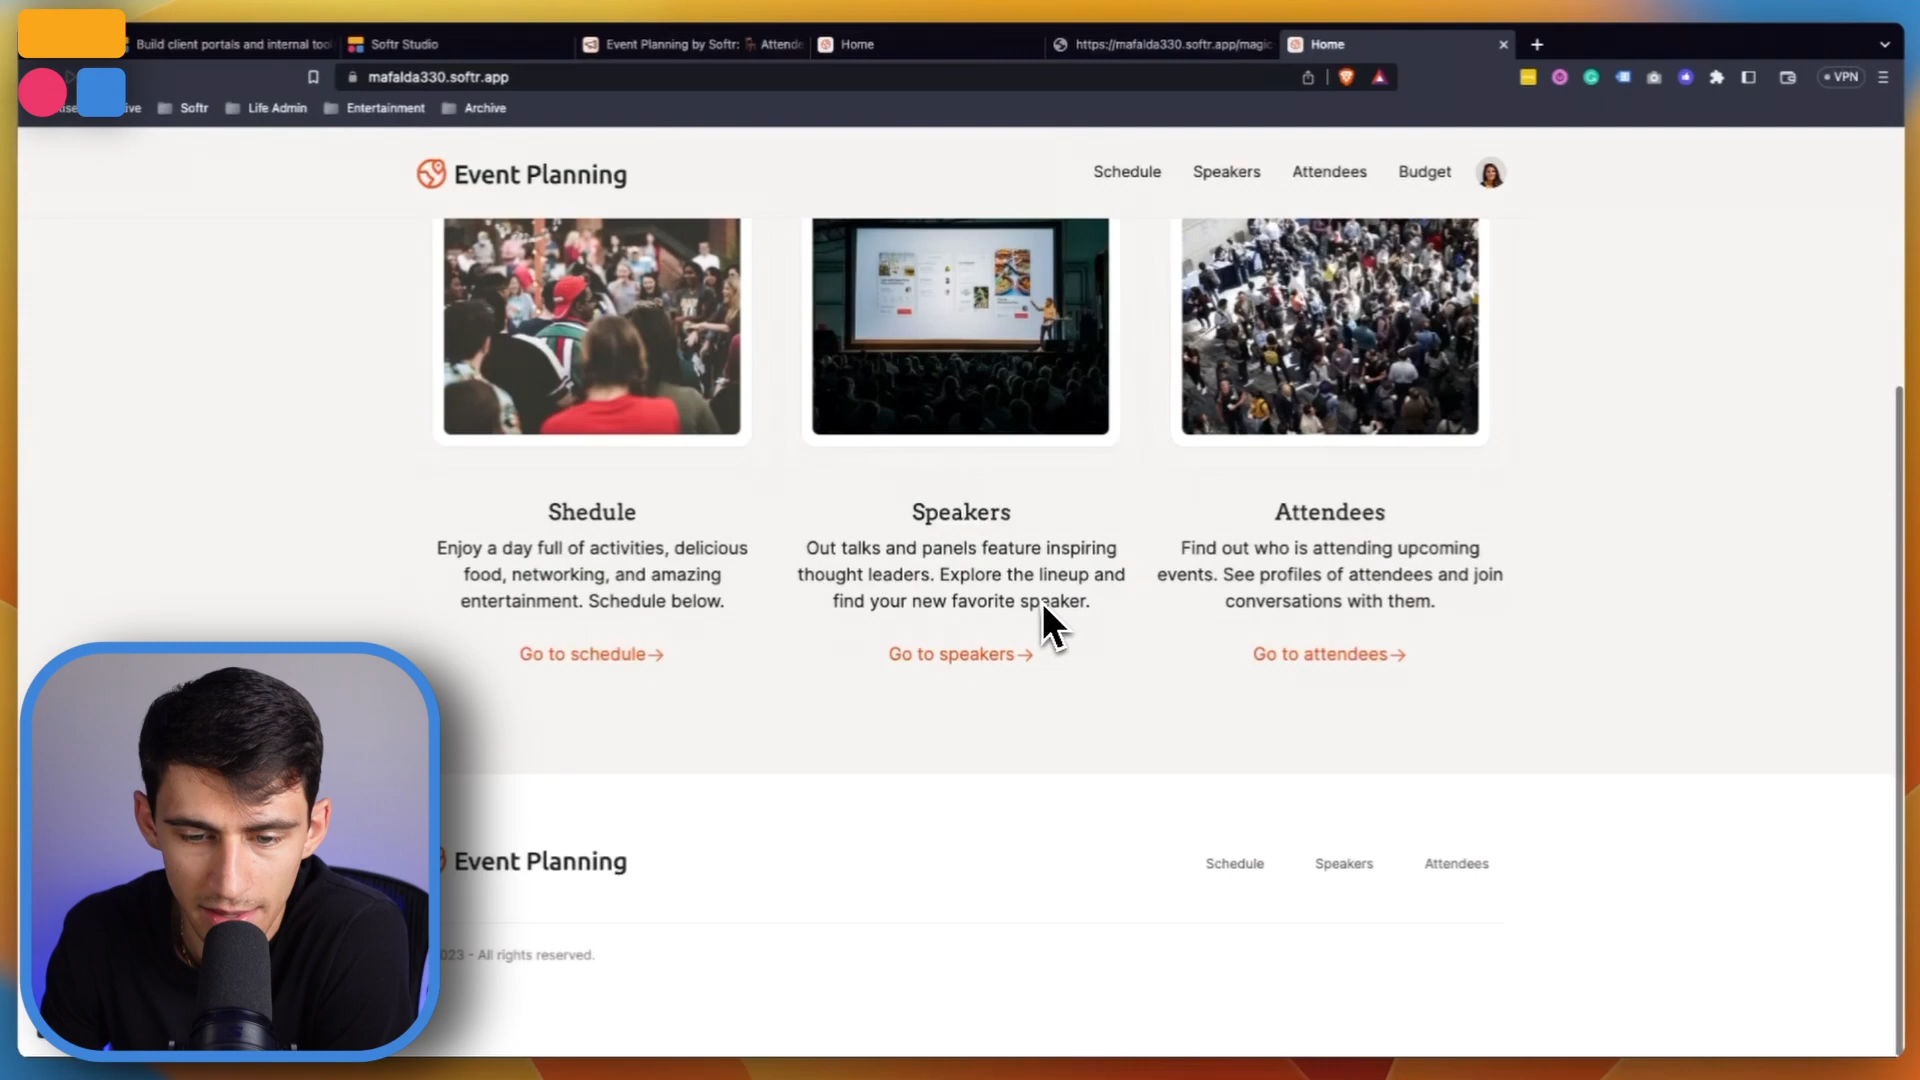 Build client portals and internal too
Softr Studio
Event Planning by Softr: Attende
Home
https://mafalda330.softr.app/magic
Home
mafalda330.softr.app
VPN
Softr
Life Admin
Entertainment
Archive
Event Planning
Schedule
Speakers
Attendees
Budget
Shedule
Enjoy a day full of activities, delicious
food, networking, and amazing
entertainment. Schedule below.
Go to schedule→
Speakers
Out talks and panels feature inspiring
thought leaders. Explore the lineup and
find your new favorite speaker.
Go to speakers→
Attendees
Find out who is attending upcoming
events. See profiles of attendees and join
conversations with them.
Go to attendees→
Event Planning
Schedule
Speakers
Attendees
023 - All rights reserved.